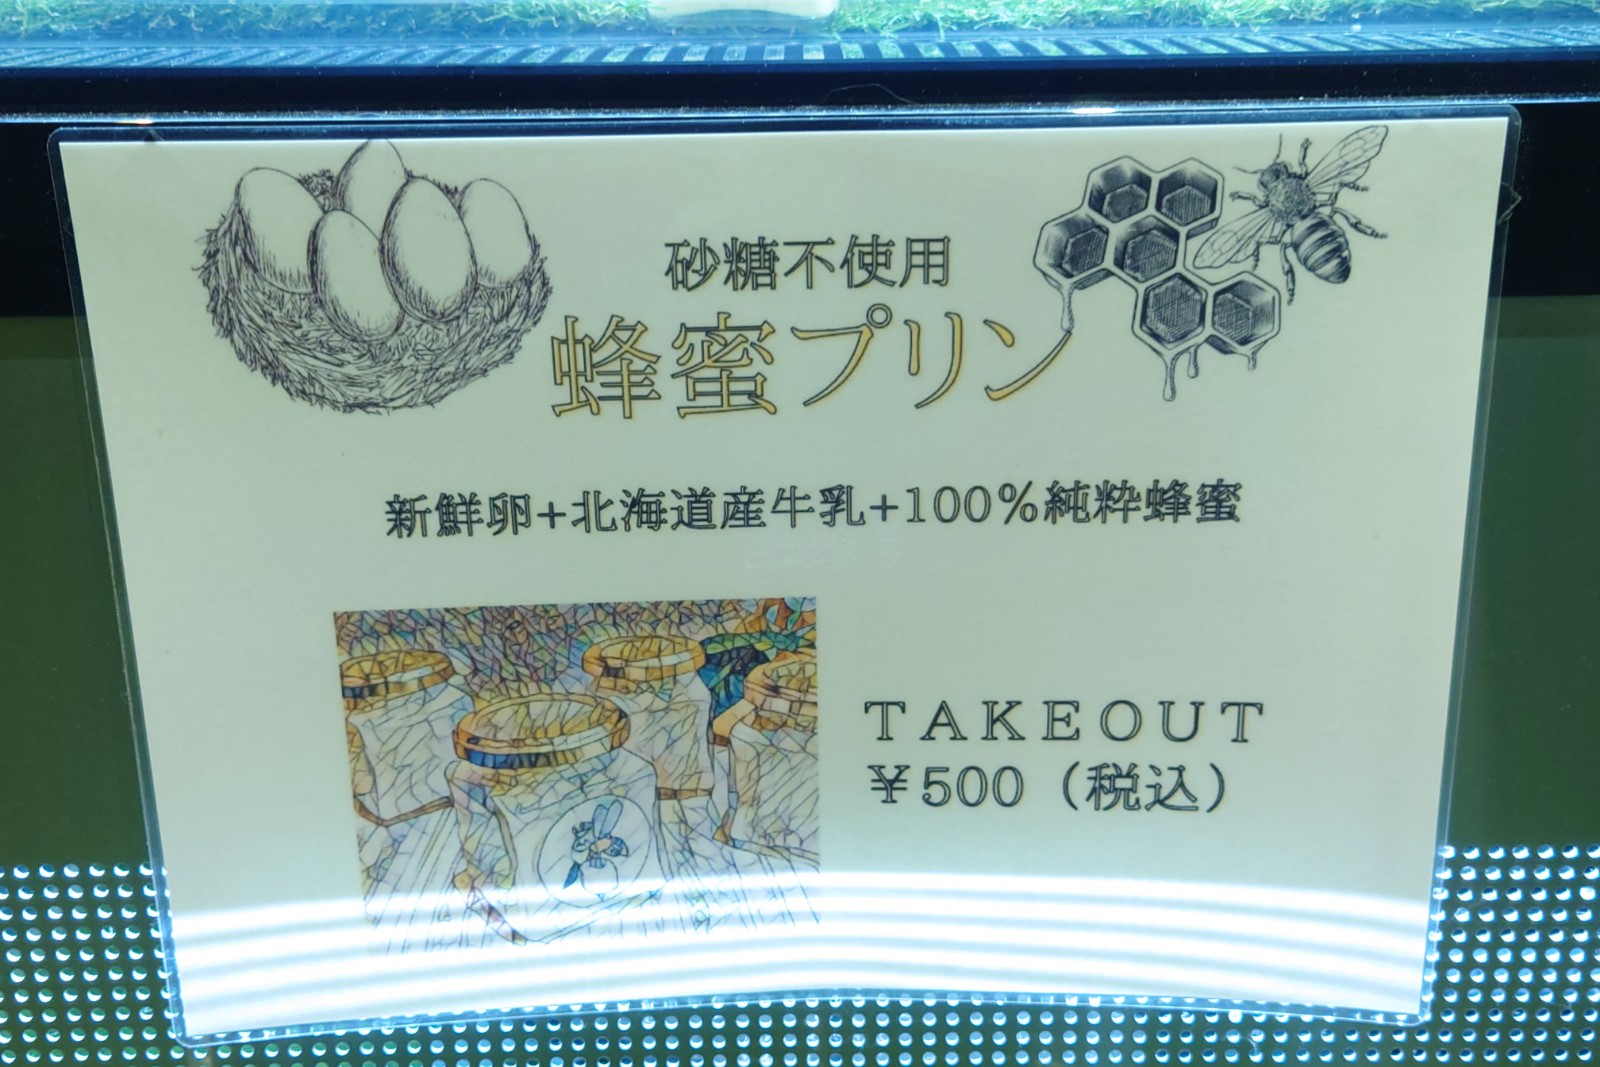 砂糖不使用
蜂蜜プリン
新鮮卵+北海道産牛乳+100%純粋蜂蜜
TAKEOUT
¥500（税込）